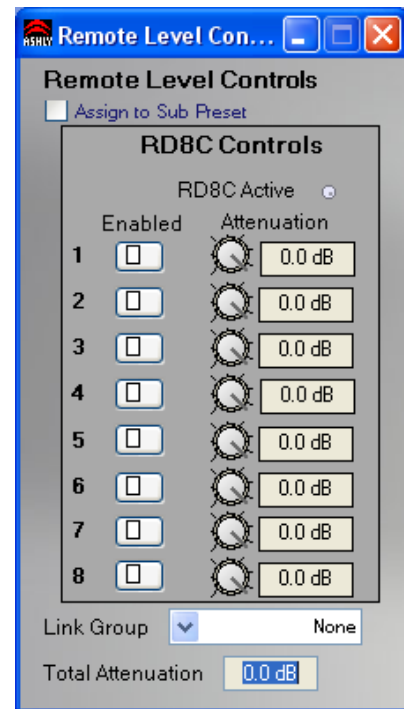 ASHLY Remote Level Con...
Remote Level Controls
Assign to Sub Preset
RD8C Controls
RD8C Active
Enabled Attenuation
1 0.0 dB
2 0.0 dB
3 0.0 dB
4 0.0 dB
5 0.0 dB
6 0.0 dB
7 0.0 dB
8 0.0 dB
Link Group None
Total Attenuation 0.0 dB